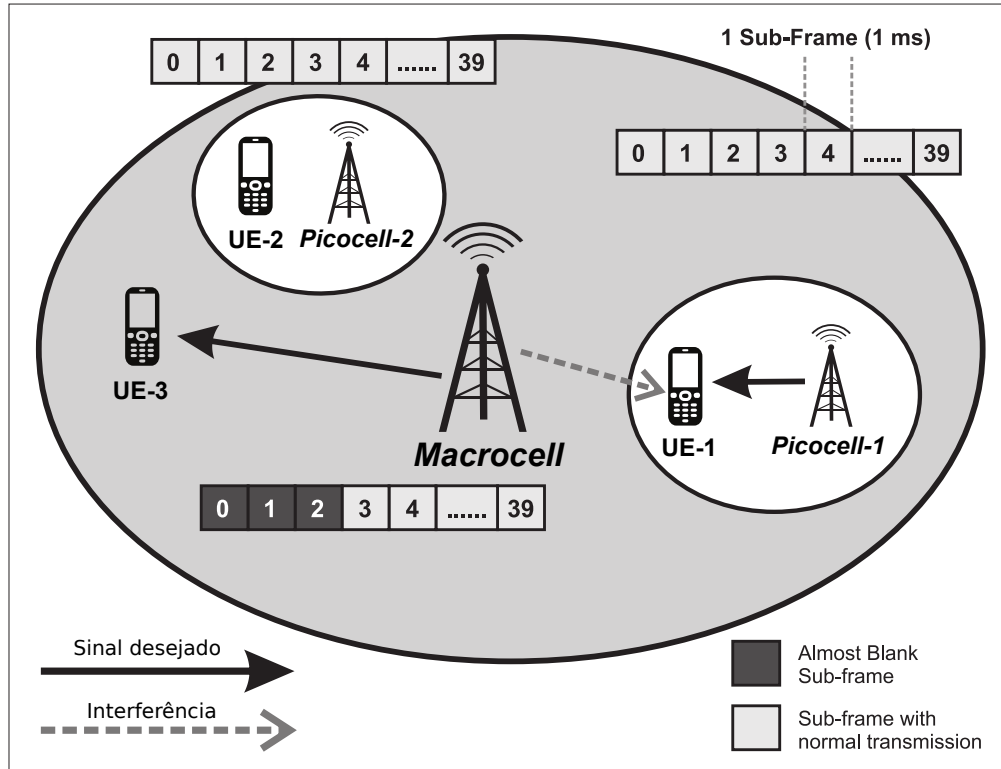 1 Sub-Frame (1 ms)
0 1 2 3 4 ...... 39
0 1 2 3 4 ...... 39
UE-2 Picocell-2
UE-3
UE-1 Picocell-1
Macrocell
0 1 2 3 4 ...... 39
Sinal desejado
Interferência
Almost Blank
Sub-frame
Sub-frame with
normal transmission